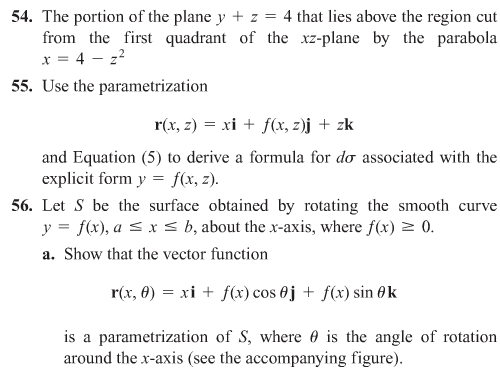 54. The portion of the plane y + z = 4 that lies above the region cut
from the first quadrant of the xz-plane by the parabola
x = 4 − z²
55. Use the parametrization
r(x, z) = xi + f(x, z)j + zk
and Equation (5) to derive a formula for dσ associated with the
explicit form y = f(x, z).
56. Let S be the surface obtained by rotating the smooth curve
y = f(x), a ≤ x ≤ b, about the x-axis, where f(x) ≥ 0.
a. Show that the vector function
r(x, θ) = xi + f(x) cos θj + f(x) sin θk
is a parametrization of S, where θ is the angle of rotation
around the x-axis (see the accompanying figure).